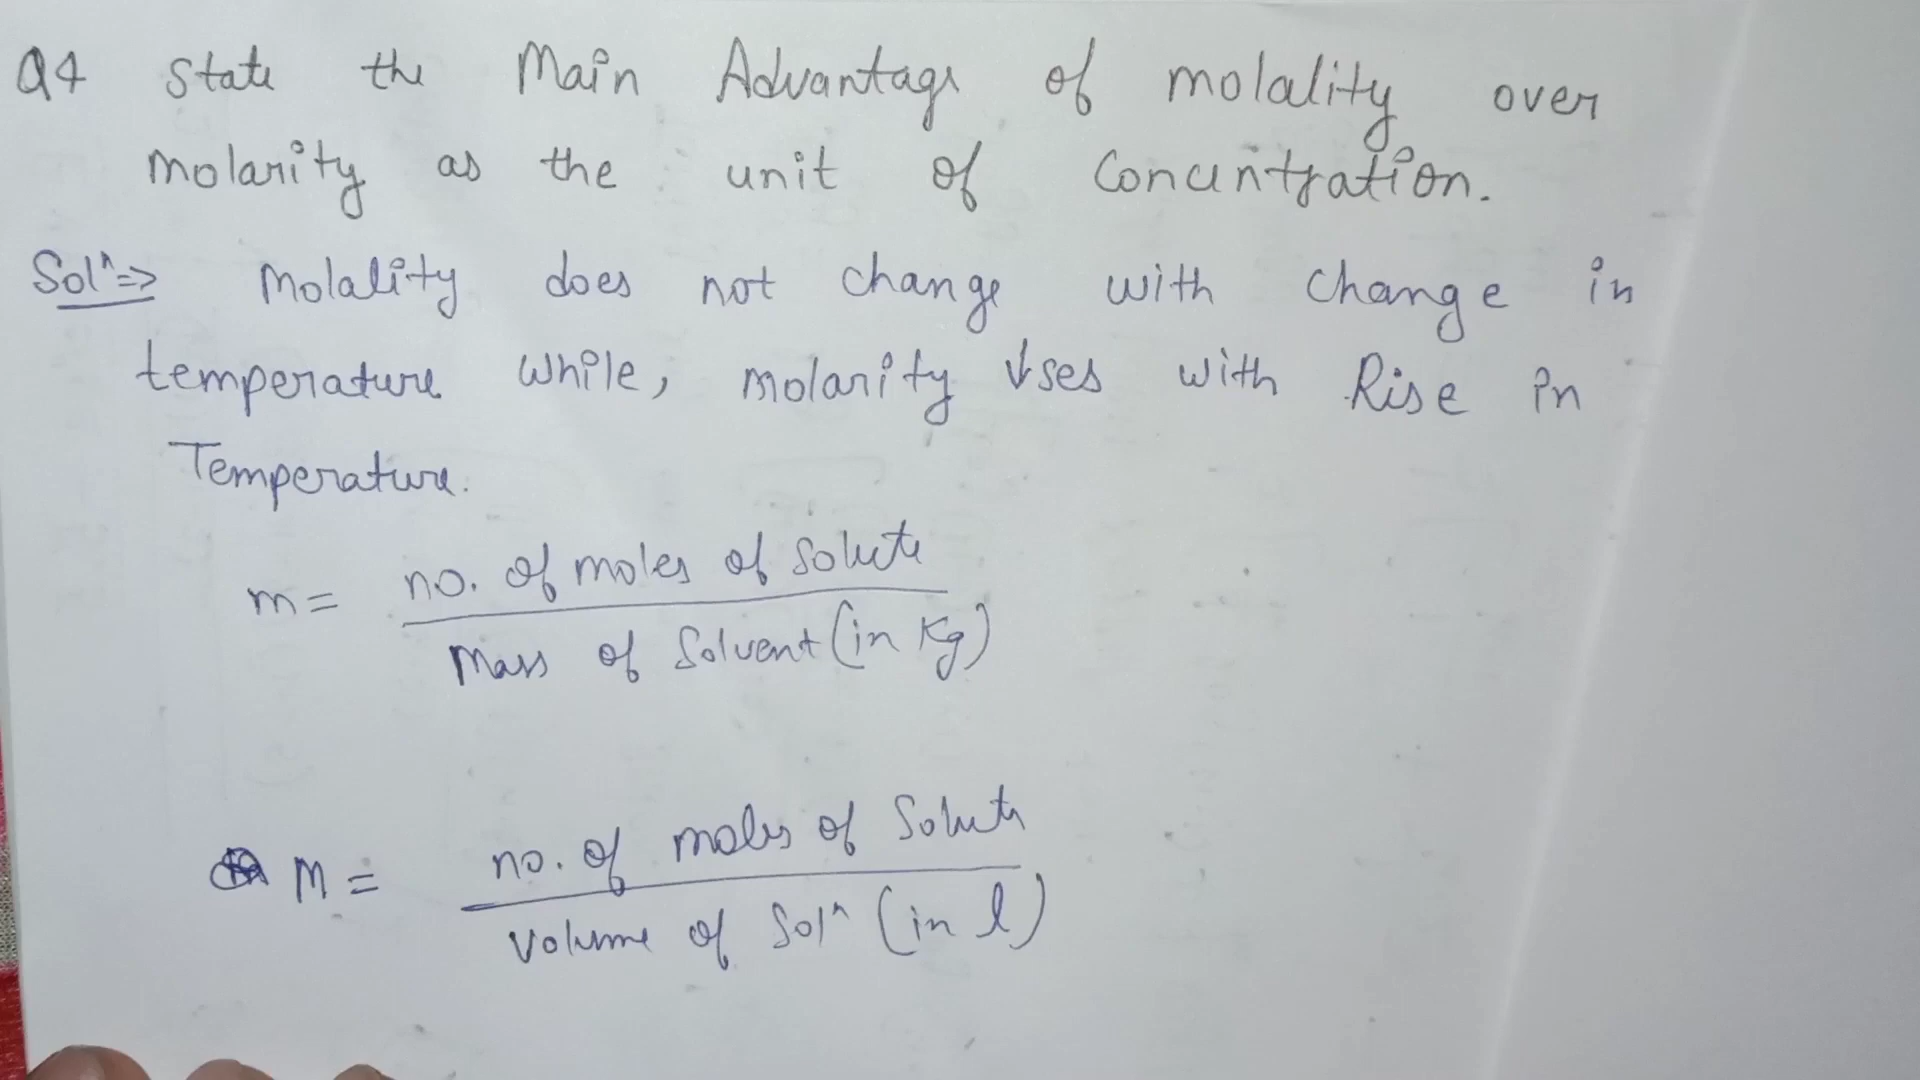 Q4 State the Main Advantage of molality over
molarity as the unit of Concentration.
Solⁿ=> Molality does not change with change in
temperature while, molarity ↓ses with Rise in
Temperature.
m = no. of moles of solute
Mass of Solvent (in Kg)
M = no. of moles of Solute
Volume of Solⁿ (in l)